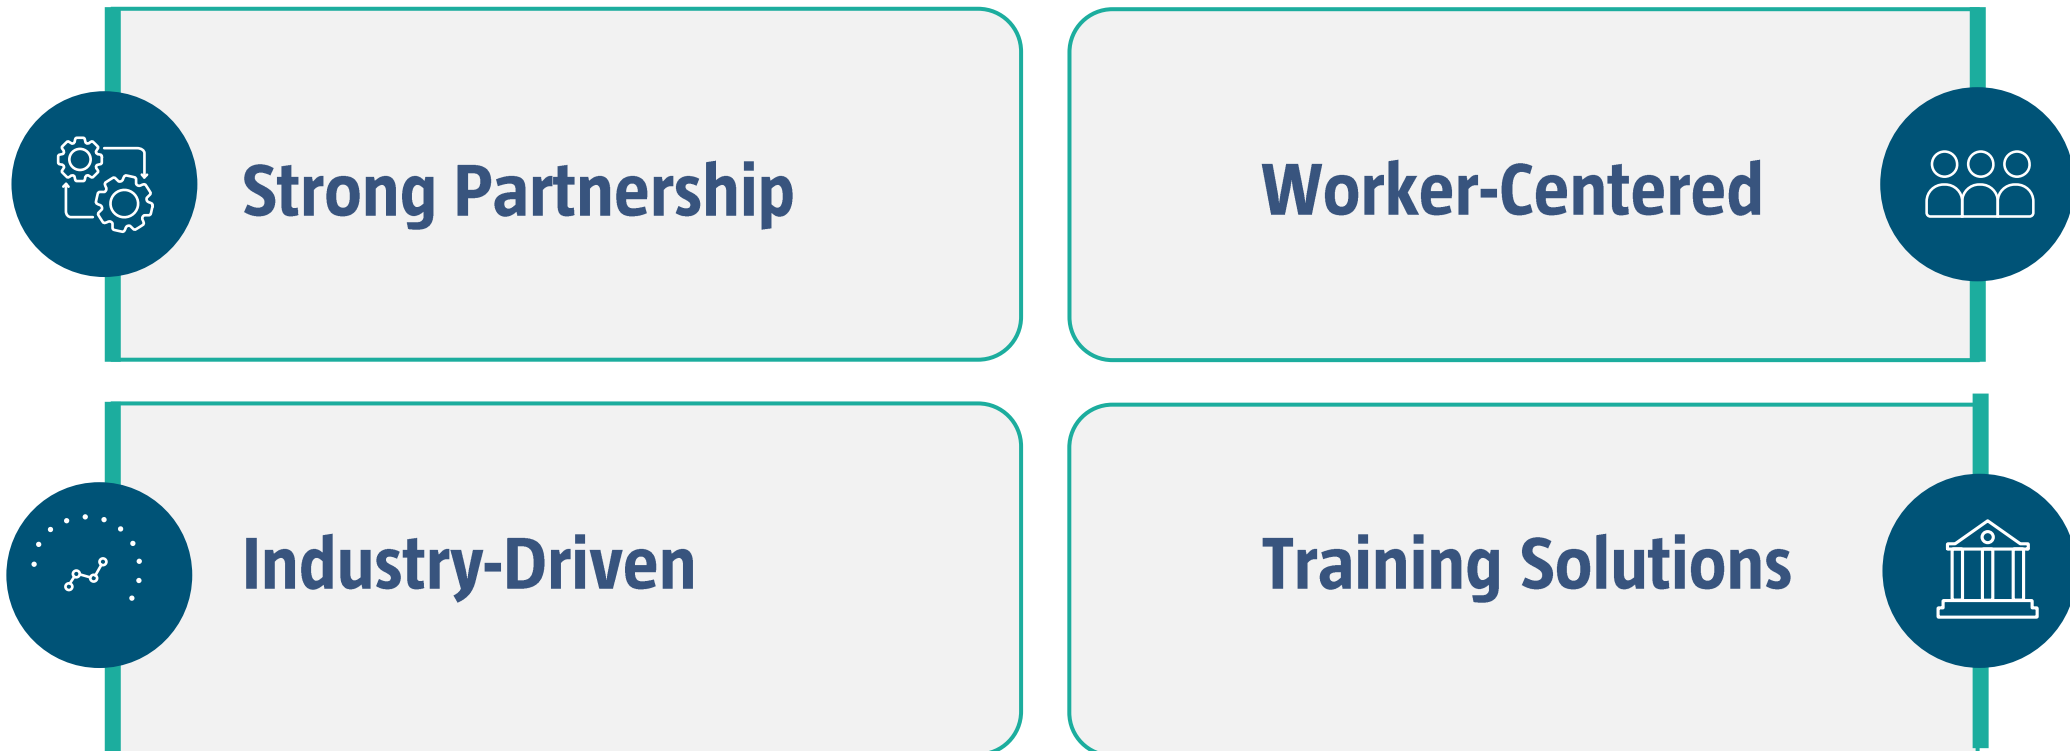 Strong Partnership
Worker-Centered
Industry-Driven
Training Solutions